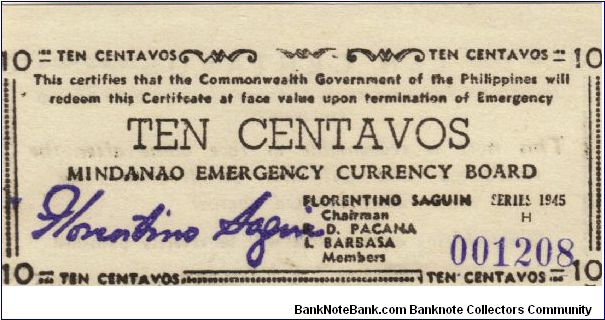 10 TEN CENTAVOS TEN CENTAVOS 10
This certifies that the Commonwealth Government of the Philippines will
redeem this Certifcate at face value upon termination of Emergency
TEN CENTAVOS
MINDANAO EMERGENCY CURRENCY BOARD
Florentino Saguin
FLORENTINO SAGUIN SERIES 1945
Chairman H
R. D. PACANA
L. BARBASA
Members 001208
10 TEN CENTAVOS TEN CENTAVOS 10
BankNoteBank.com Banknote Collectors Community